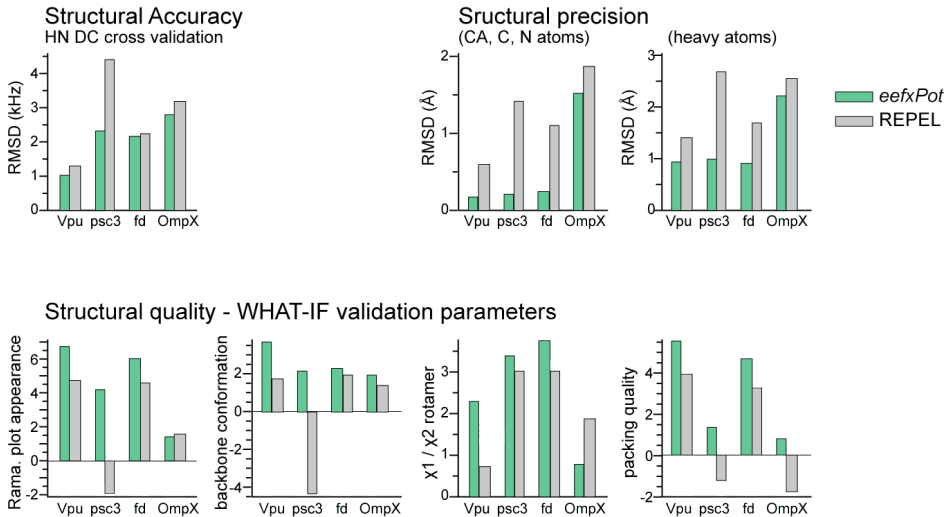 Structural Accuracy
HN DC cross validation
RMSD (kHz)
4
3
2
1
0
Vpu psc3 fd OmpX
Sructural precision
(CA, C, N atoms)
RMSD (Å)
2
1
0
Vpu psc3 fd OmpX
(heavy atoms)
RMSD (Å)
3
2
1
0
Vpu psc3 fd OmpX
eefxPot
REPEL
Structural quality - WHAT-IF validation parameters
Rama. plot appearance
6
4
2
0
-2
Vpu psc3 fd OmpX
backbone conformation
2
0
-2
-4
Vpu psc3 fd OmpX
χ1 / χ2 rotamer
3
2
1
0
Vpu psc3 fd OmpX
packing quality
4
2
0
-2
Vpu psc3 fd OmpX